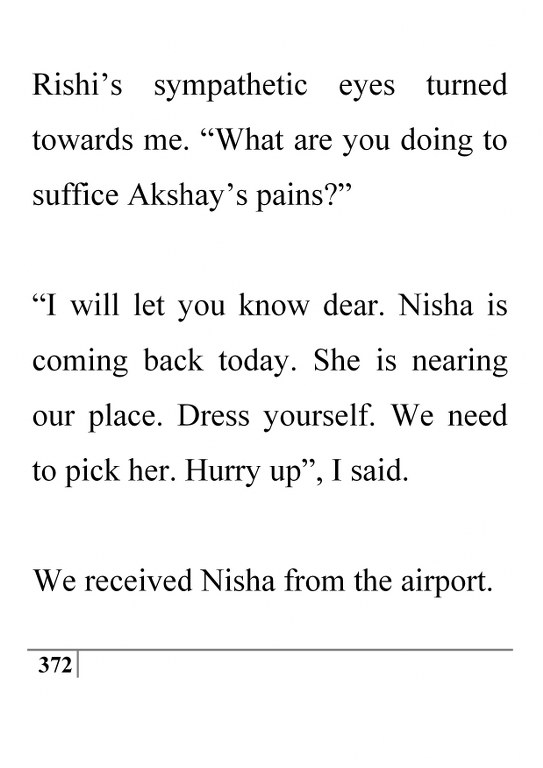 Rishi’s sympathetic eyes turned
towards me. “What are you doing to
suffice Akshay’s pains?”
“I will let you know dear. Nisha is
coming back today. She is nearing
our place. Dress yourself. We need
to pick her. Hurry up”, I said.
We received Nisha from the airport.
372